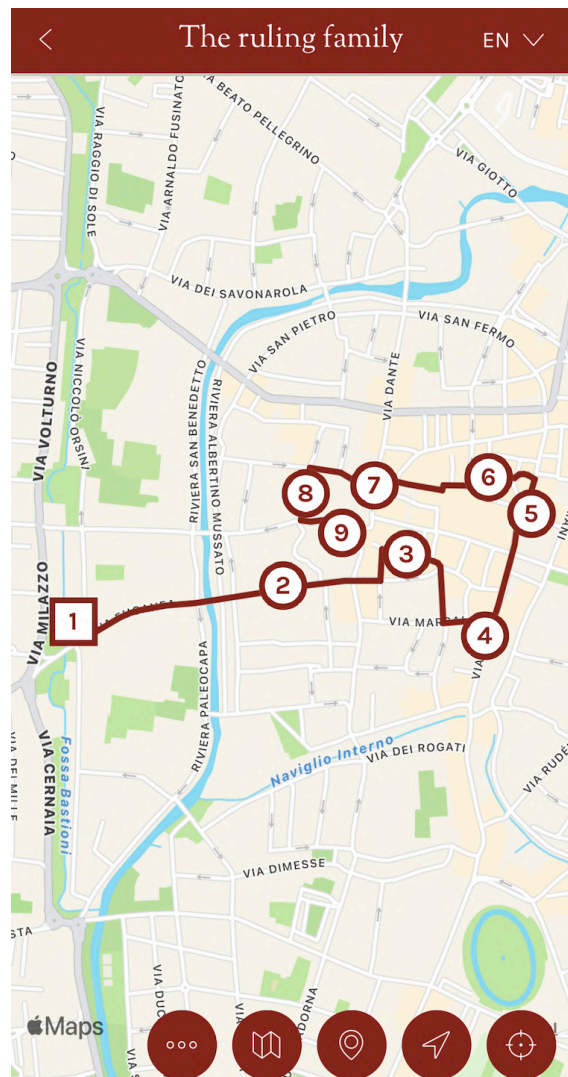 The ruling family
EN
VIA RAGGIO DI SOLE
VIA ARNALDO FUSINATO
VIA BEATO PELLEGRINO
VIA GIOTTO
VIA DEI SAVONAROLA
VIA SAN PIETRO
VIA SAN FERMO
VIA NICCOLÒ ORSINI
VIA VOLTURNO
RIVIERA SAN BENEDETTO
RIVIERA ALBERTINO MUSSATO
VIA DANTE
6
7
8
5
9
3
2
1
VIA MILAZZO
4
RIVIERA PALEOCAPA
VIA CERNAIA
Fossa Bastioni
Naviglio Interno
VIA DEI ROGATI
VIA DIMESSE
Maps